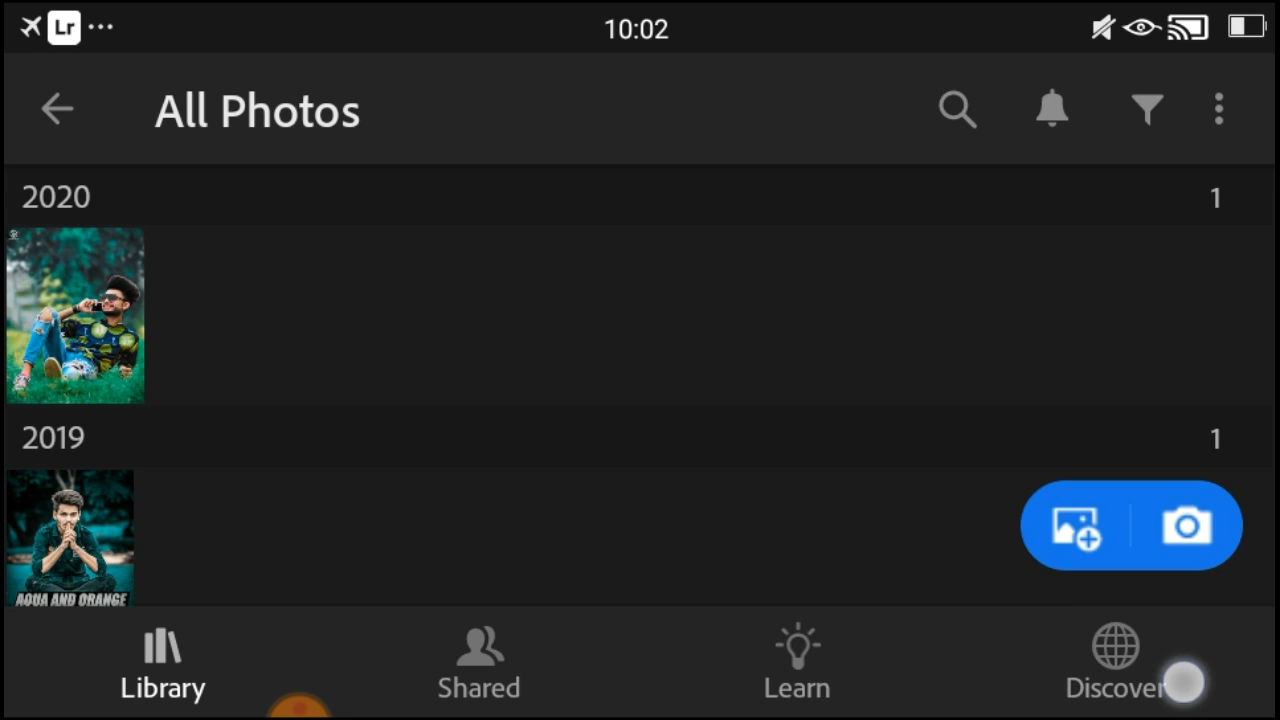 Lr
10:02
All Photos
2020
1
2019
1
AQUA AND ORANGE
Library
Shared
Learn
Discover